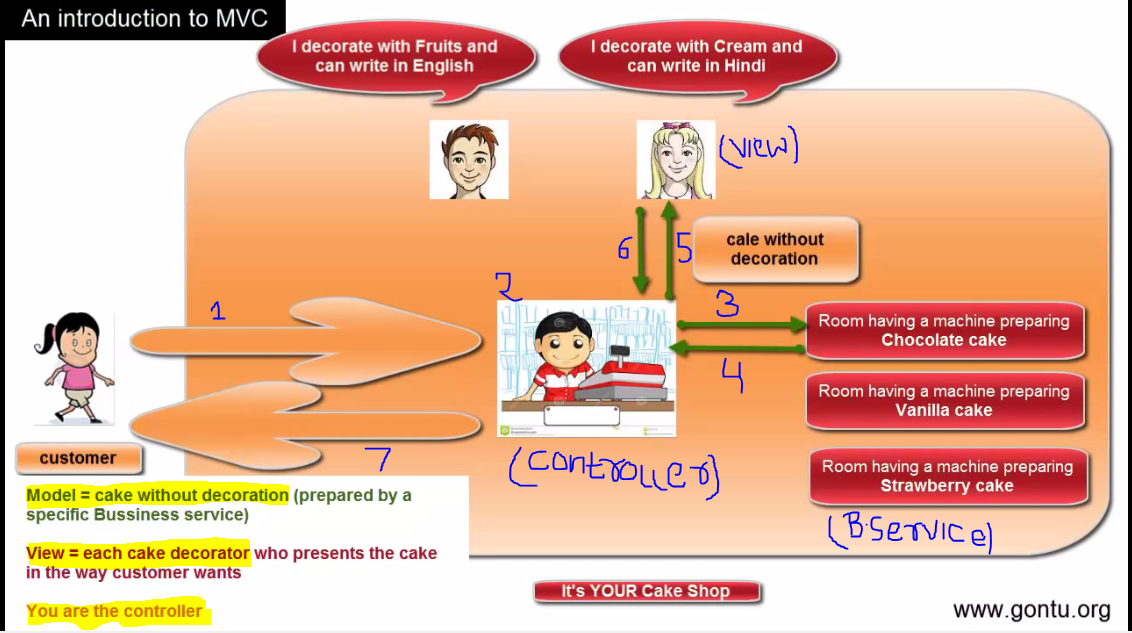 An introduction to MVC
I decorate with Fruits and
can write in English
I decorate with Cream and
can write in Hindi
(VIEW)
6
5
cale without
decoration
2
1
3
Room having a machine preparing
Chocolate cake
4
Room having a machine preparing
Vanilla cake
customer
7
(Controller)
Room having a machine preparing
Strawberry cake
(B.Service)
Model = cake without decoration (prepared by a
specific Bussiness service)
View = each cake decorator who presents the cake
in the way customer wants
You are the controller
It's YOUR Cake Shop
www.gontu.org